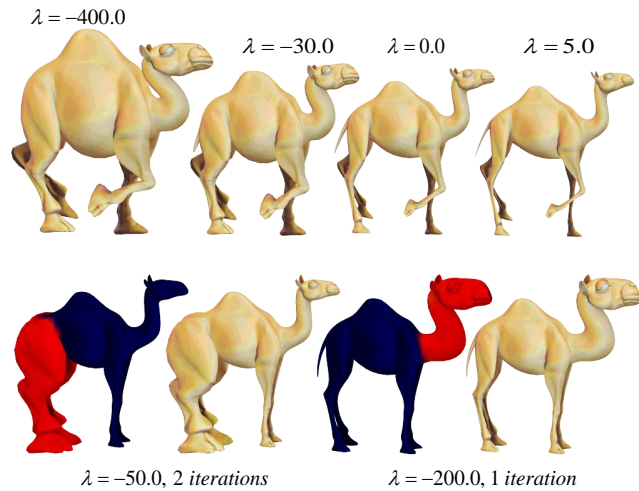 λ = −400.0
λ = −30.0
λ = 0.0
λ = 5.0
λ = −50.0, 2 iterations
λ = −200.0, 1 iteration